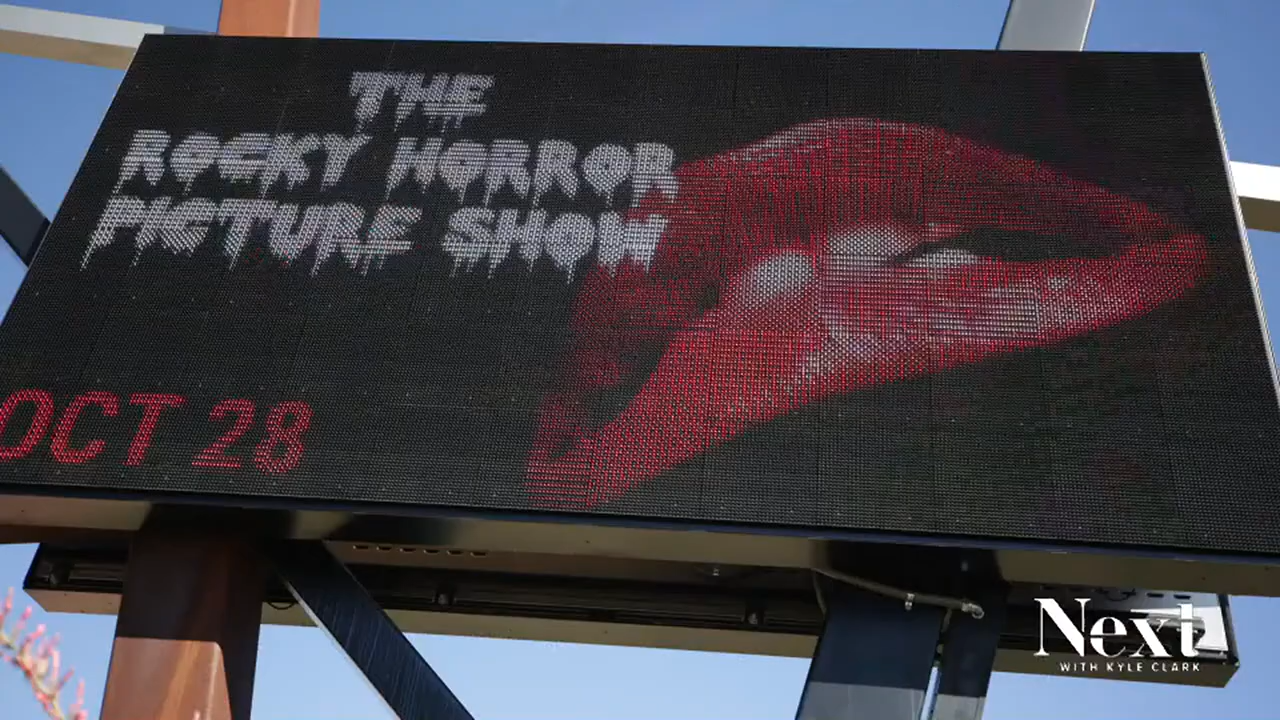 THE
ROCKY HORROR
PICTURE SHOW
OCT 28
NEXT
WITH KYLE CLARK